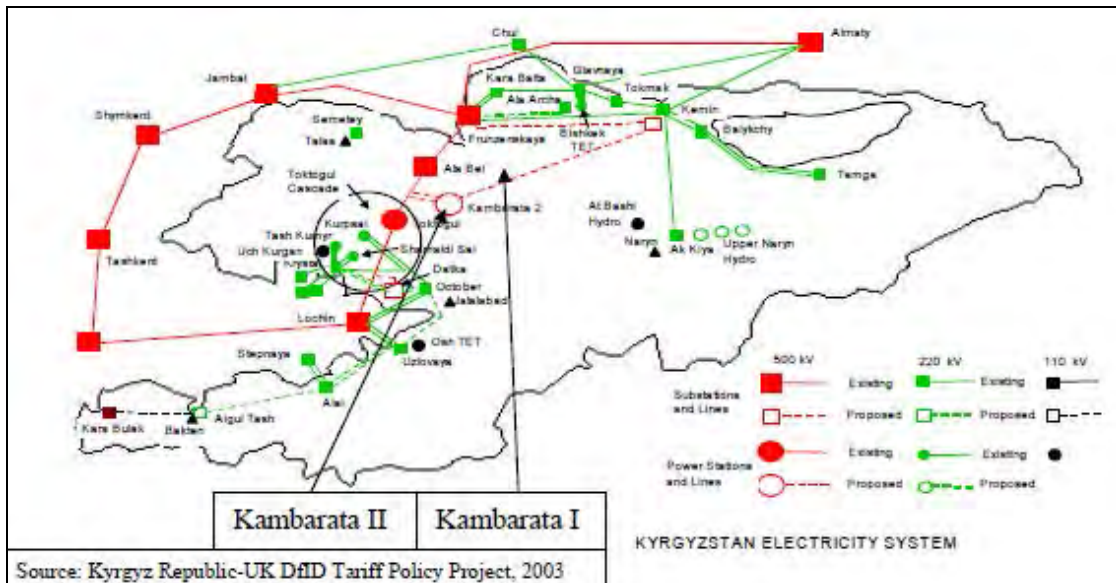 Chui
Almaty
Jambal
Kara Balta
Glavnaya
Tokmak
Ala Archa
Kemin
Shymkent
Semetey
Talas
Frunzenskaya
Bishkek
TET
Balykchy
Ala Bel
Temga
Toktogul
Cascade
Kambarata 2
At Bashi
Hydro
Kurpsai
Toktogul
Tash Kumyr
Shamaldi Sai
Naryn
Ak Kiya
Upper Naryn
Hydro
Uch Kurgan
Kristal
Tashkent
Datka
October
Jalalabad
Lochin
Osh TET
Stepnaya
Uzlovaya
Alai
Kara Bulak
Batken
Aigul Tash
500 kV
220 kV
110 kV
Substations
and Lines
Existing
Existing
Existing
Proposed
Proposed
Proposed
Power Stations
and Lines
Existing
Existing
Existing
Proposed
Proposed
Kambarata II
Kambarata I
KYRGYZSTAN ELECTRICITY SYSTEM
Source: Kyrgyz Republic-UK DfID Tariff Policy Project, 2003